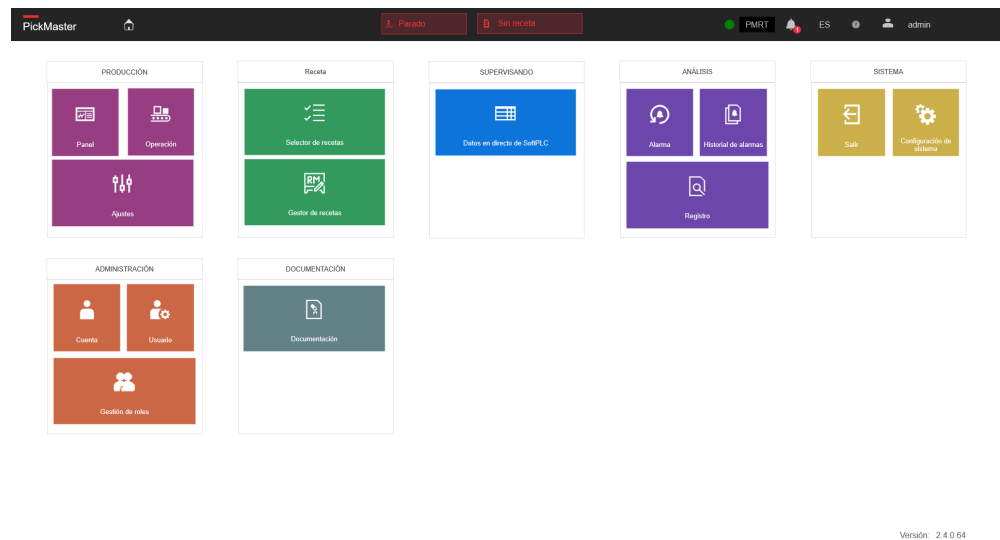 PickMaster
Parado
Sin receta
PMRT
ES
admin
PRODUCCIÓN
Receta
SUPERVISANDO
ANÁLISIS
SISTEMA
Panel
Operación
Selector de recetas
Datos en directo de SoftPLC
Alarma
Historial de alarmas
Salir
Configuración de
sistema
Ajustes
RM
Gestor de recetas
Registro
ADMINISTRACIÓN
DOCUMENTACIÓN
Cuenta
Usuario
Documentación
Gestión de roles
Versión: 2.4.0.64